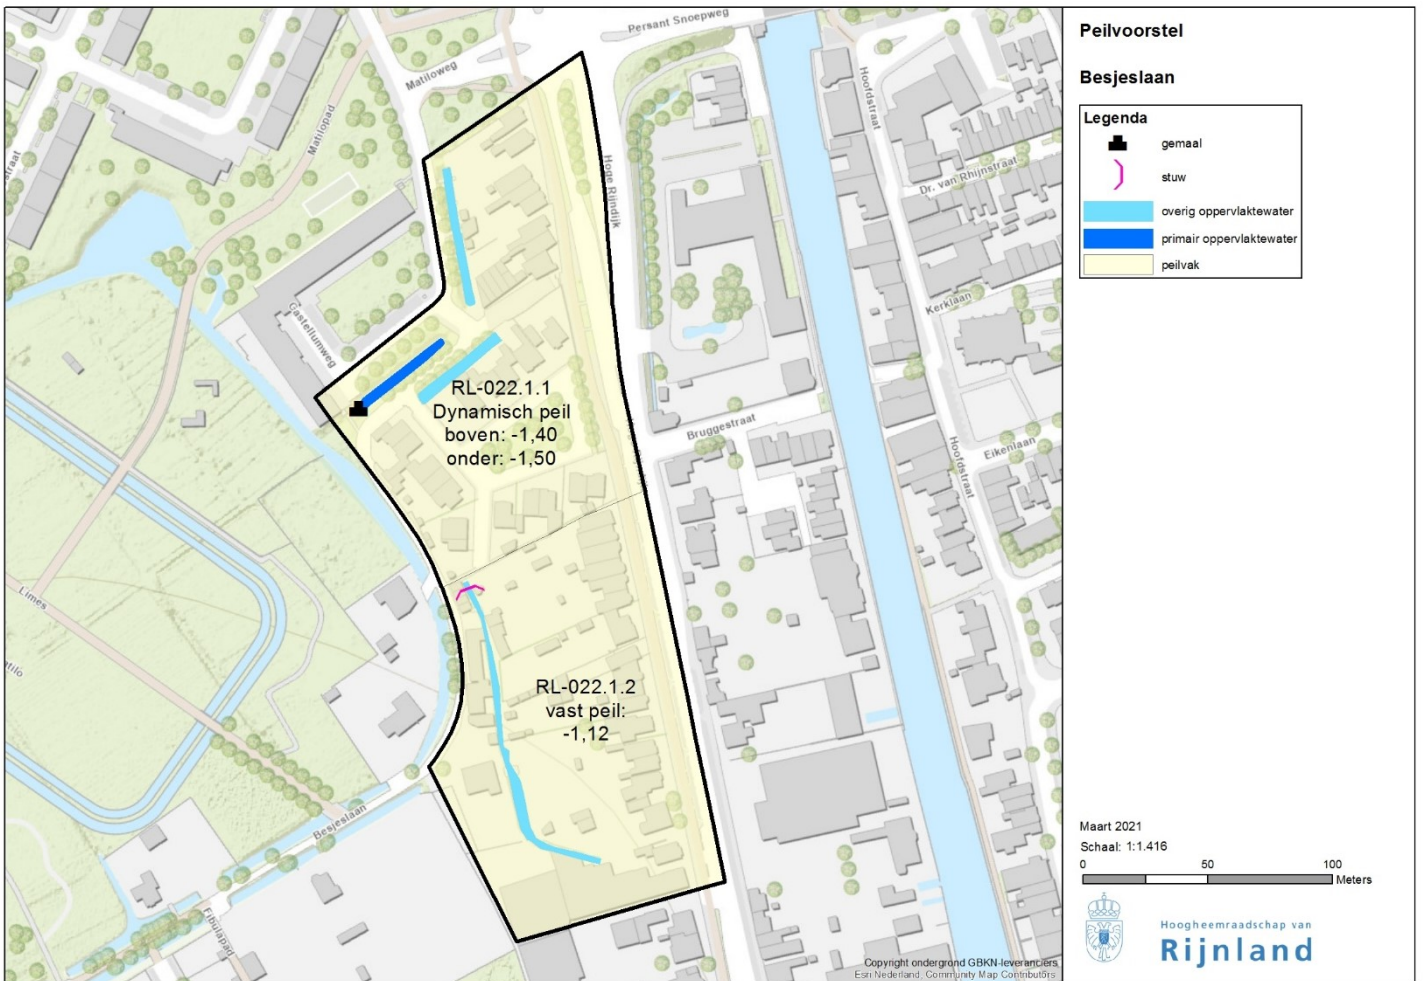 Persant Snoepweg
Matiloweg
Matilopad
Hoge Rijndijk
Hoofdstraat
Dr. van Rhijnstraat
Kerklaan
Castellumweg
RL-022.1.1
Dynamisch peil
boven: -1,40
onder: -1,50
Bruggestraat
Eikenlaan
Hoofdstraat
Limes
RL-022.1.2
vast peil:
-1,12
Besjeslaan
Fibulapad
Copyright ondergrond GBKN-leveranciers
Esri Nederland, Community Map Contributors
Peilvoorstel
Besjeslaan
Legenda
gemaal
stuw
overig oppervlaktewater
primair oppervlaktewater
peilvak
Maart 2021
Schaal: 1:1.416
0 50 100
Meters
Hoogheemraadschap van
Rijnland